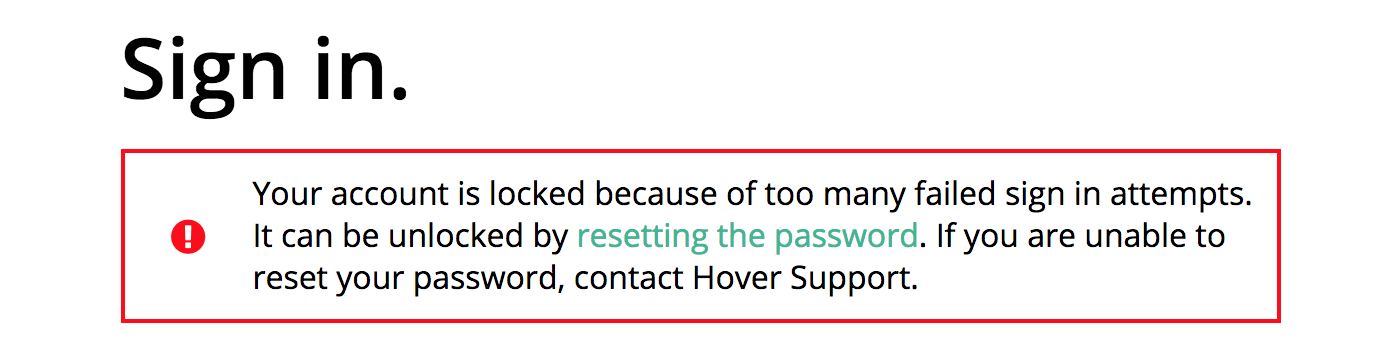 Sign in.
Your account is locked because of too many failed sign in attempts.
It can be unlocked by resetting the password. If you are unable to
reset your password, contact Hover Support.